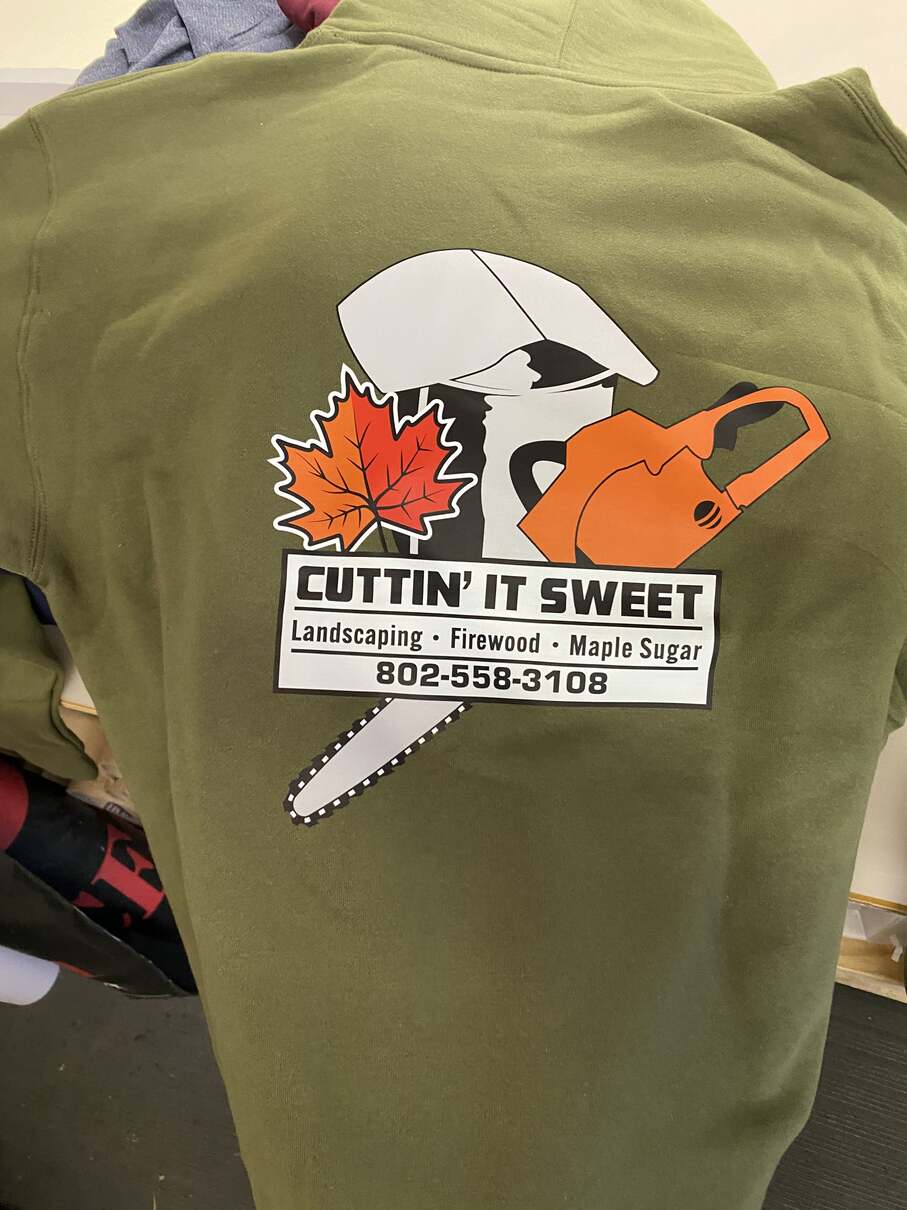 CUTTIN' IT SWEET
Landscaping • Firewood • Maple Sugar
802-558-3108